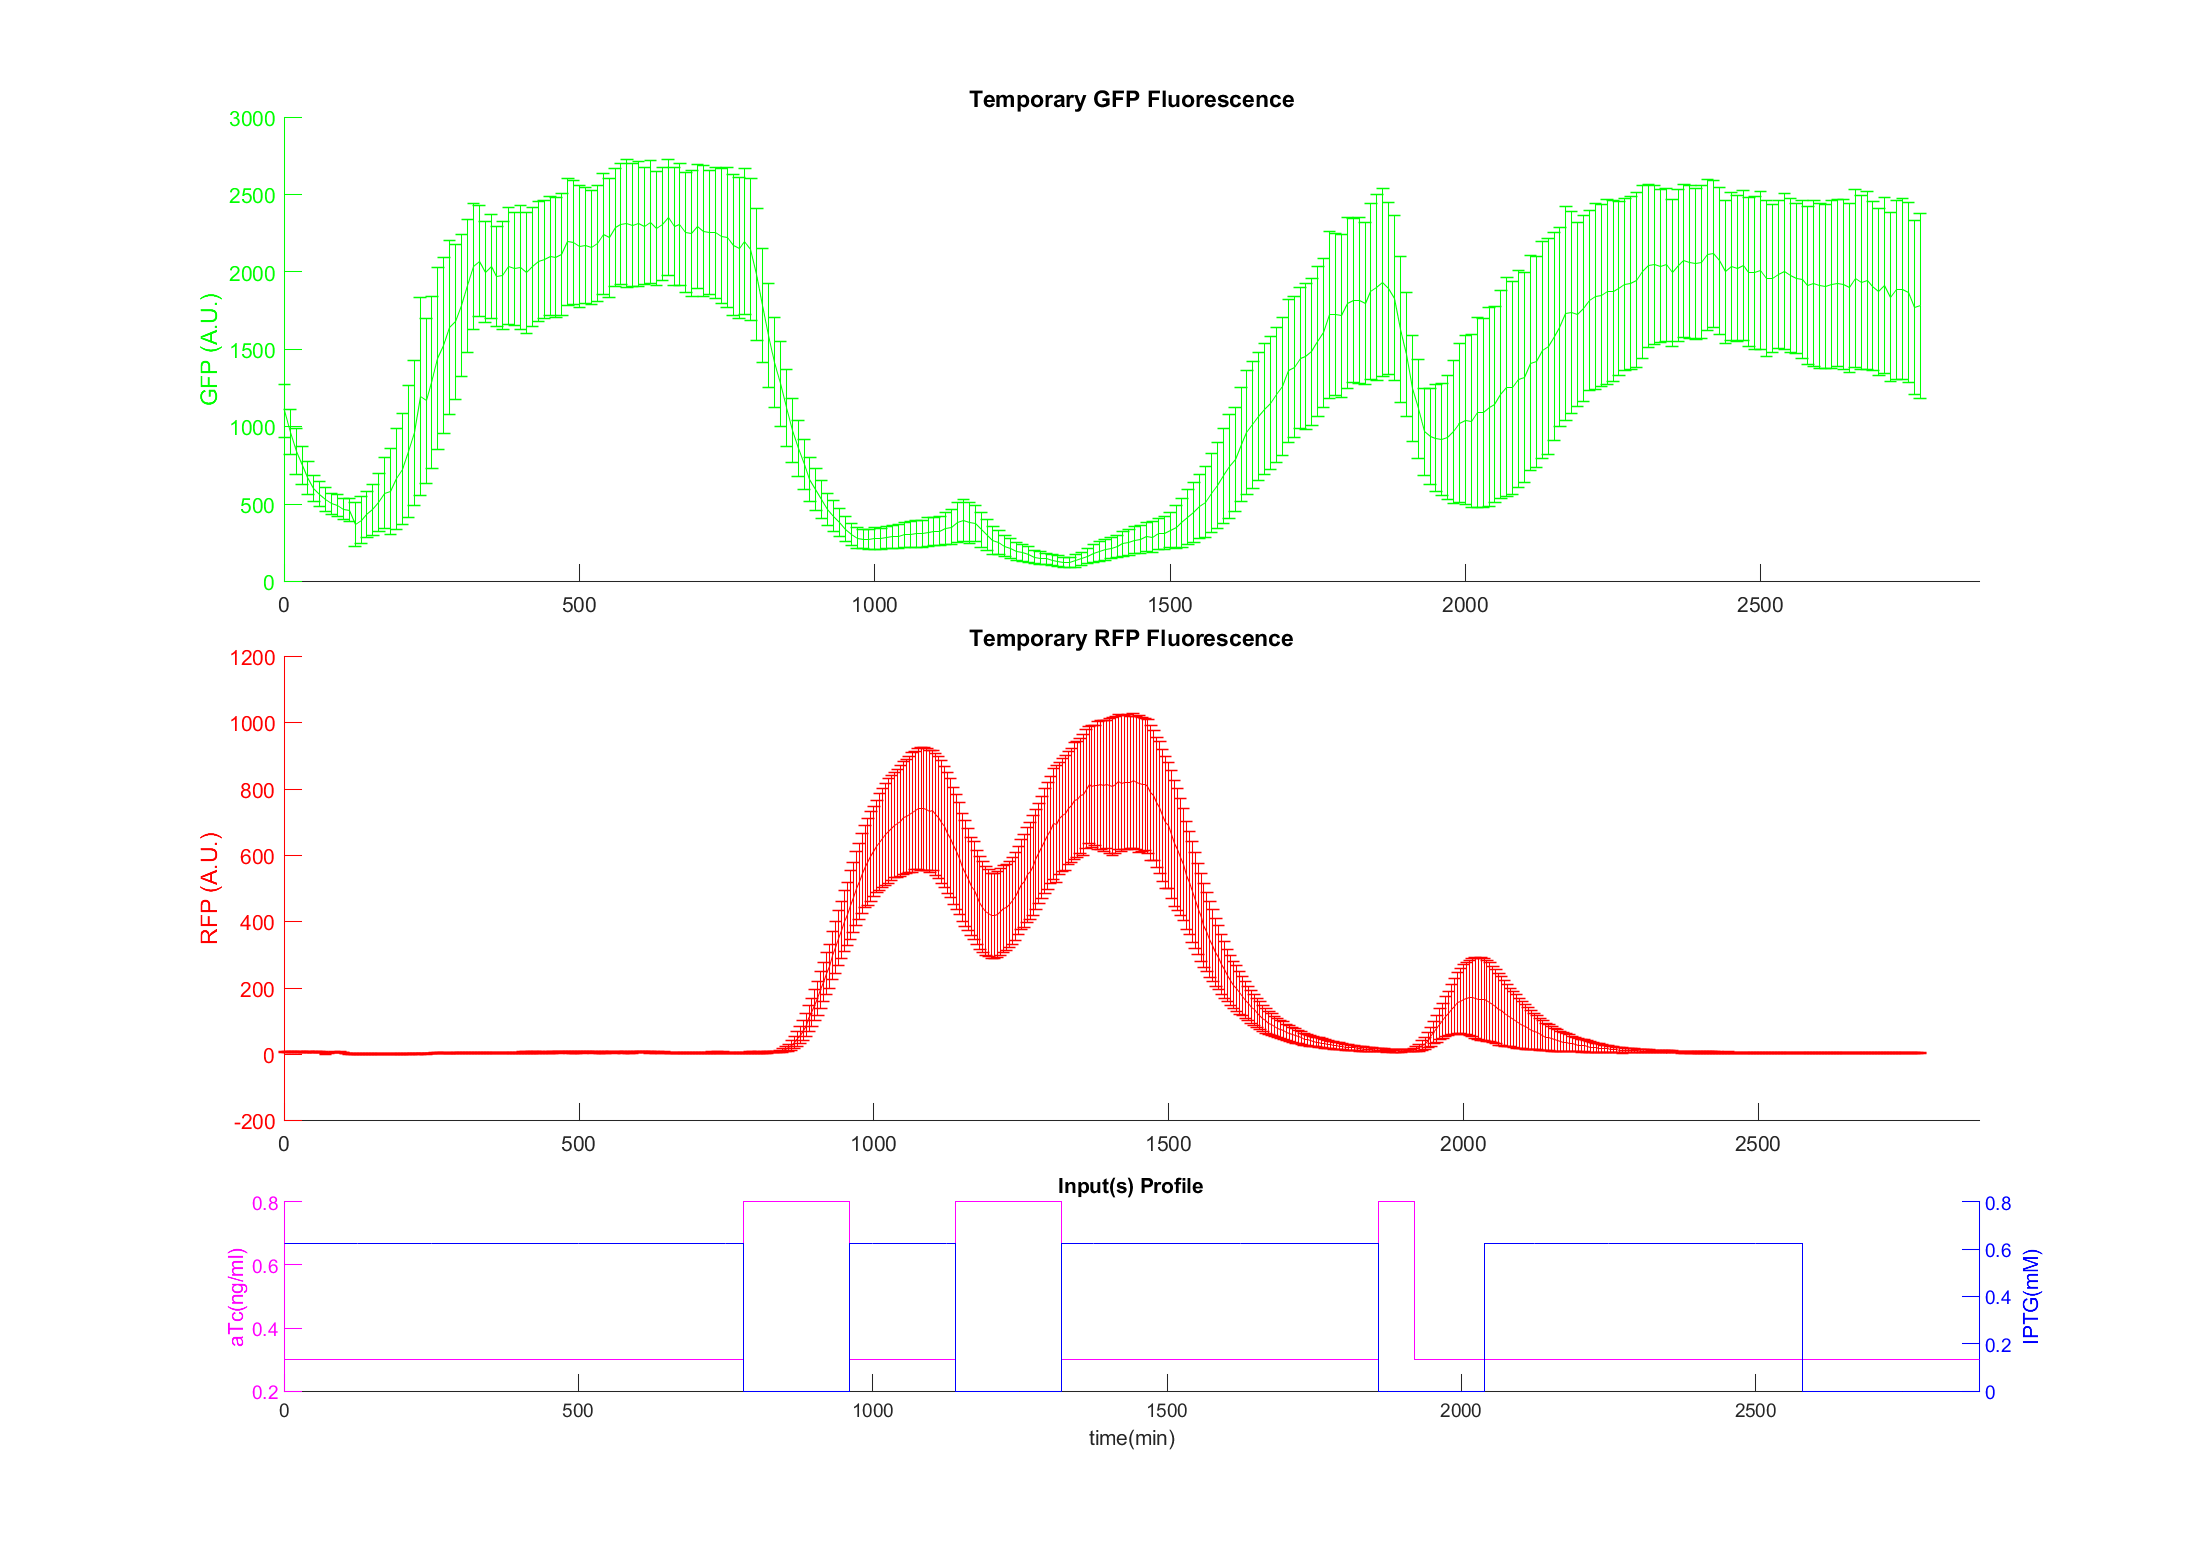 Temporary GFP Fluorescence
3000
2500
2000
1500
1000
500
0
GFP (A.U.)
0 500 1000 1500 2000 2500
Temporary RFP Fluorescence
1200
1000
800
600
400
200
0
-200
RFP (A.U.)
0 500 1000 1500 2000 2500
Input(s) Profile
0.8
0.6
0.4
0.2
aTc(ng/ml)
0.8
0.6
0.4
0.2
0
IPTG(mM)
0 500 1000 1500 2000 2500
time(min)